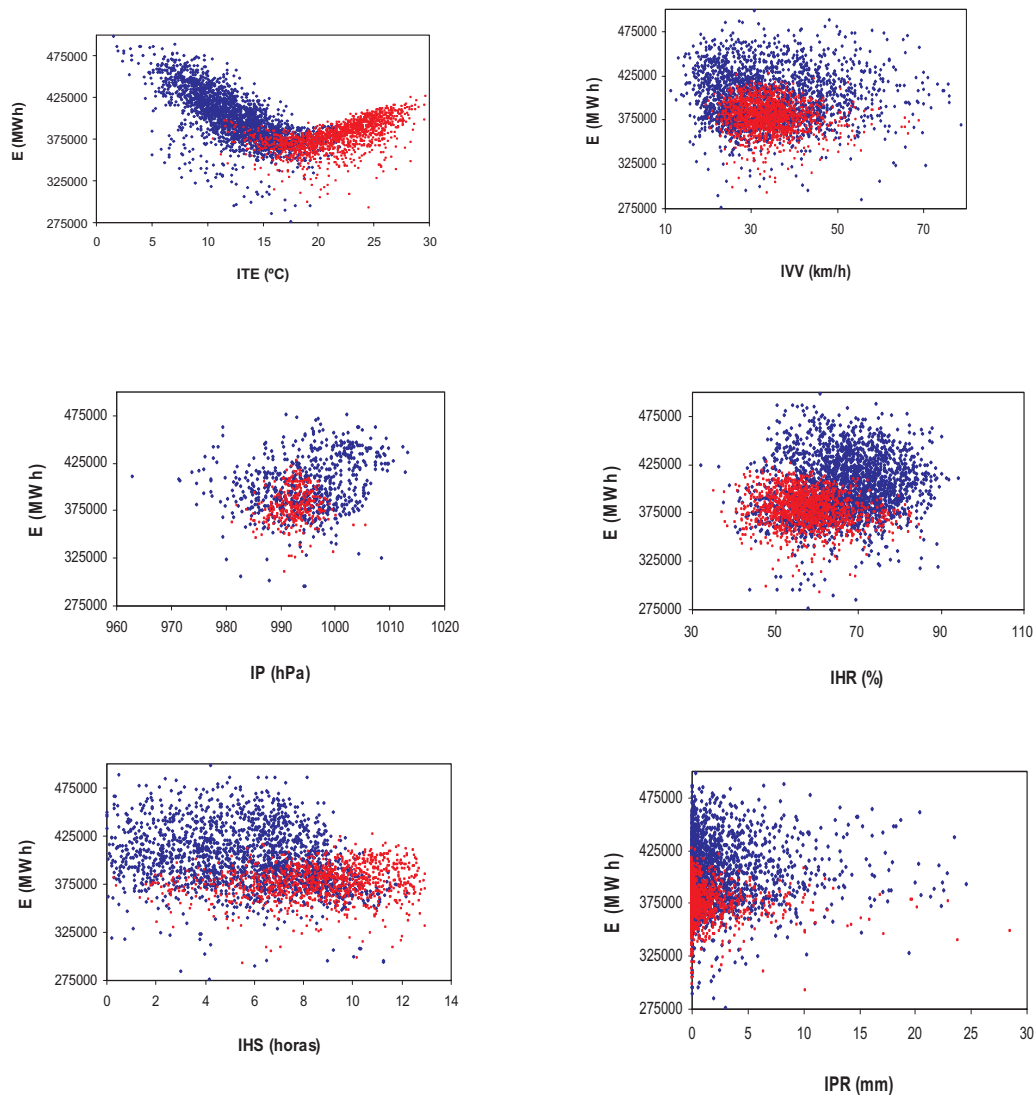 475000
425000
375000
325000
275000
E (MWh)
0 5 10 15 20 25 30
ITE (ºC)
475000
425000
375000
325000
275000
E (MWh)
10 30 50 70
IVV (km/h)
475000
425000
375000
325000
275000
E (MWh)
960 970 980 990 1000 1010 1020
IP (hPa)
475000
425000
375000
325000
275000
E (MWh)
30 50 70 90 110
IHR (%)
475000
425000
375000
325000
275000
E (MWh)
0 2 4 6 8 10 12 14
IHS (horas)
475000
425000
375000
325000
275000
E (MWh)
0 5 10 15 20 25 30
IPR (mm)